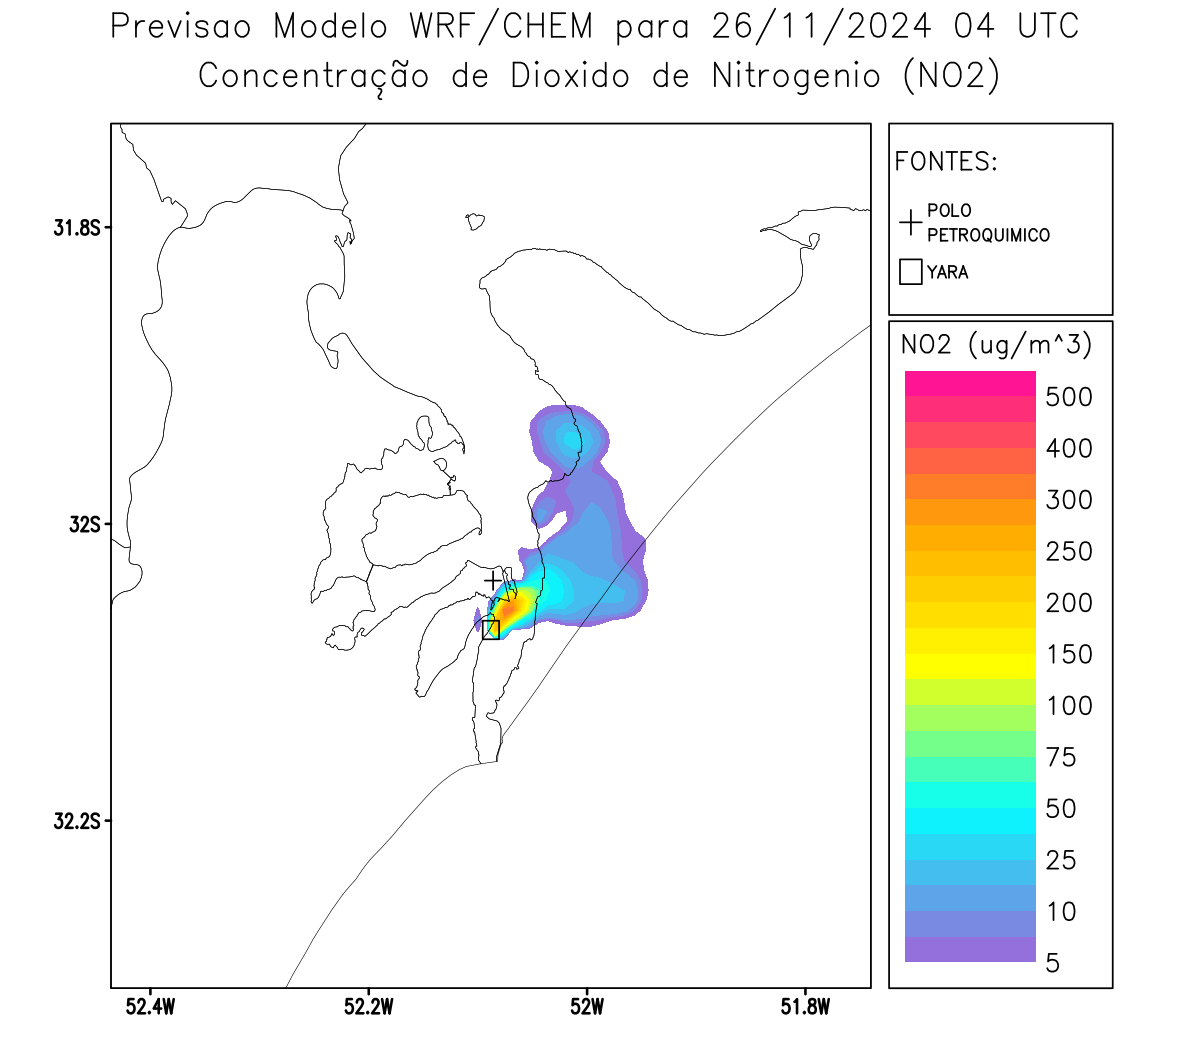 Previsao Modelo WRF/CHEM para 26/11/2024 04 UTC
Concentração de Dioxido de Nitrogenio (NO2)
FONTES:
POLO
PETROQUIMICO
YARA
NO2 (ug/m^3)
500
400
300
250
200
150
100
75
50
25
10
5
31.8S
32S
32.2S
52.4W
52.2W
52W
51.8W